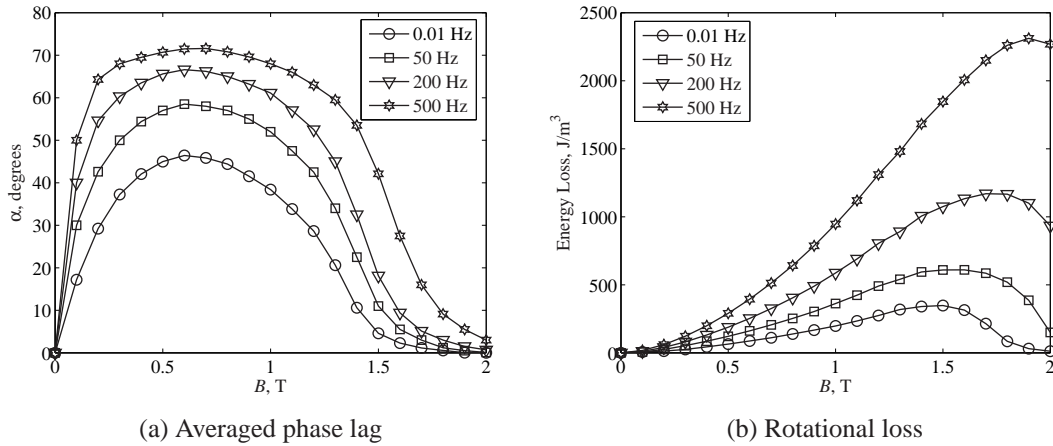 80
70
60
50
40
30
20
10
0
α, degrees
0
0.5
1
1.5
2
B, T
0.01 Hz
50 Hz
200 Hz
500 Hz
(a) Averaged phase lag
2500
2000
1500
1000
500
0
Energy Loss, J/m³
0
0.5
1
1.5
2
B, T
0.01 Hz
50 Hz
200 Hz
500 Hz
(b) Rotational loss